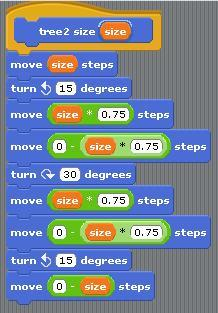 tree2 size size
move size steps
turn 15 degrees
move size * 0.75 steps
move 0 - size * 0.75 steps
turn 30 degrees
move size * 0.75 steps
move 0 - size * 0.75 steps
turn 15 degrees
move 0 - size steps